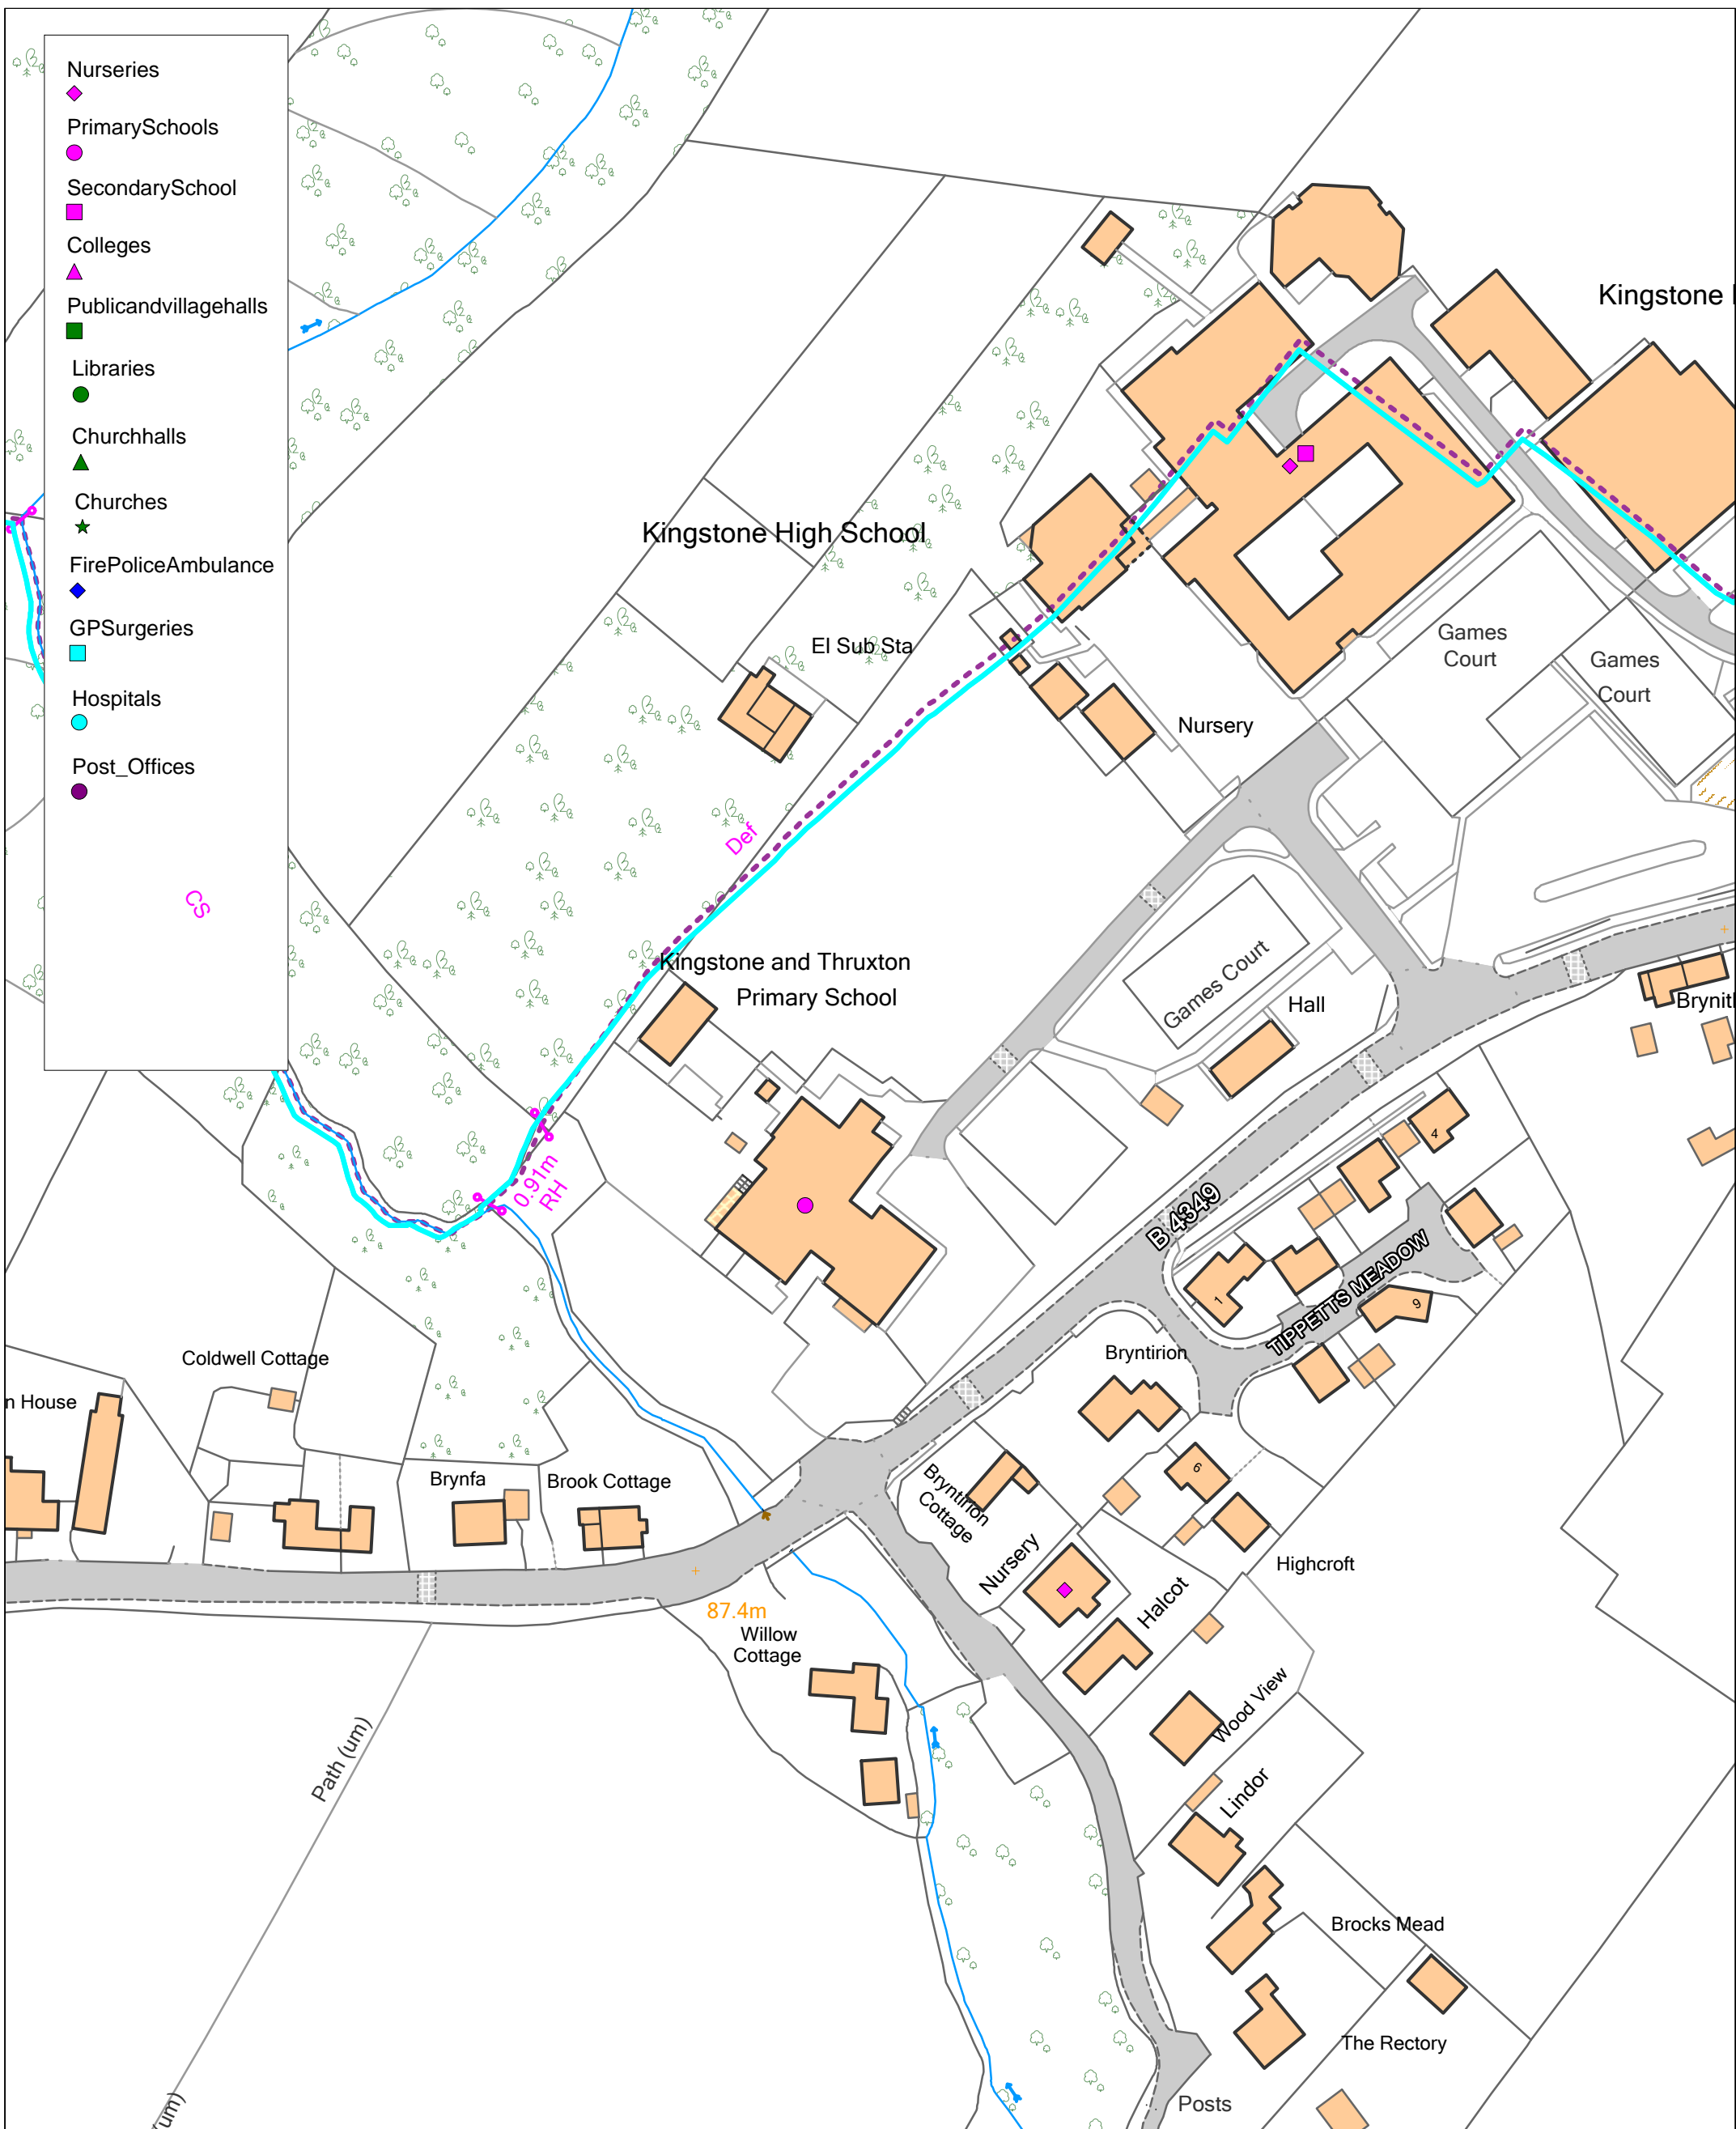 Nurseries
PrimarySchools
SecondarySchool
Colleges
Publicandvillagehalls
Libraries
Churchhalls
Churches
FirePoliceAmbulance
GPSurgeries
Hospitals
Post_Offices
CS
Kingstone
Kingstone High School
El Sub Sta
Games
Court
Games
Court
Nursery
Def
Kingstone and Thruxton
Primary School
Games Court
Hall
Brynit
4
0.91m
RH
B 4349
TIPPETTS MEADOW
1
9
Bryntirion
Coldwell Cottage
n House
Brynfa
Brook Cottage
Bryntirion
Cottage
6
Nursery
Highcroft
Halcot
87.4m
Willow
Cottage
Wood View
Path (um)
Lindor
Brocks Mead
The Rectory
(um)
Posts